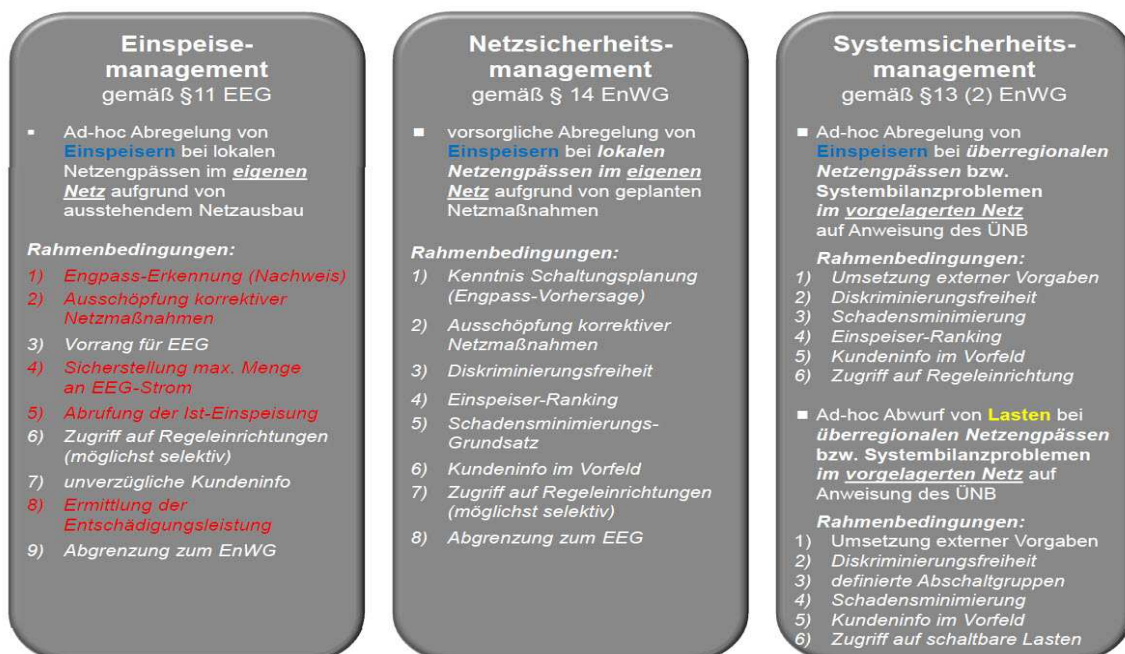 Einspeise-
management
gemäß §11 EEG
▪ Ad-hoc Abregelung von
Einspeisern bei lokalen
Netzengpässen im eigenen
Netz aufgrund von
ausstehendem Netzausbau
Rahmenbedingungen:
1) Engpass-Erkennung (Nachweis)
2) Ausschöpfung korrektiver
Netzmaßnahmen
3) Vorrang für EEG
4) Sicherstellung max. Menge
an EEG-Strom
5) Abrufung der Ist-Einspeisung
6) Zugriff auf Regeleinrichtungen
(möglichst selektiv)
7) unverzügliche Kundeninfo
8) Ermittlung der
Entschädigungsleistung
9) Abgrenzung zum EnWG
Netzsicherheits-
management
gemäß § 14 EnWG
■ vorsorgliche Abregelung von
Einspeisern bei lokalen
Netzengpässen im eigenen
Netz aufgrund von geplanten
Netzmaßnahmen
Rahmenbedingungen:
1) Kenntnis Schaltungsplanung
(Engpass-Vorhersage)
2) Ausschöpfung korrektiver
Netzmaßnahmen
3) Diskriminierungsfreiheit
4) Einspeiser-Ranking
5) Schadensminimierungs-
Grundsatz
6) Kundeninfo im Vorfeld
7) Zugriff auf Regeleinrichtungen
(möglichst selektiv)
8) Abgrenzung zum EEG
Systemsicherheits-
management
gemäß §13 (2) EnWG
■ Ad-hoc Abregelung von
Einspeisern bei überregionalen
Netzengpässen bzw.
Systembilanzproblemen
im vorgelagerten Netz
auf Anweisung des ÜNB
Rahmenbedingungen:
1) Umsetzung externer Vorgaben
2) Diskriminierungsfreiheit
3) Schadensminimierung
4) Einspeiser-Ranking
5) Kundeninfo im Vorfeld
6) Zugriff auf Regeleinrichtung
■ Ad-hoc Abwurf von Lasten bei
überregionalen Netzengpässen
bzw. Systembilanzproblemen
im vorgelagerten Netz auf
Anweisung des ÜNB
Rahmenbedingungen:
1) Umsetzung externer Vorgaben
2) Diskriminierungsfreiheit
3) definierte Abschaltgruppen
4) Schadensminimierung
5) Kundeninfo im Vorfeld
6) Zugriff auf schaltbare Lasten